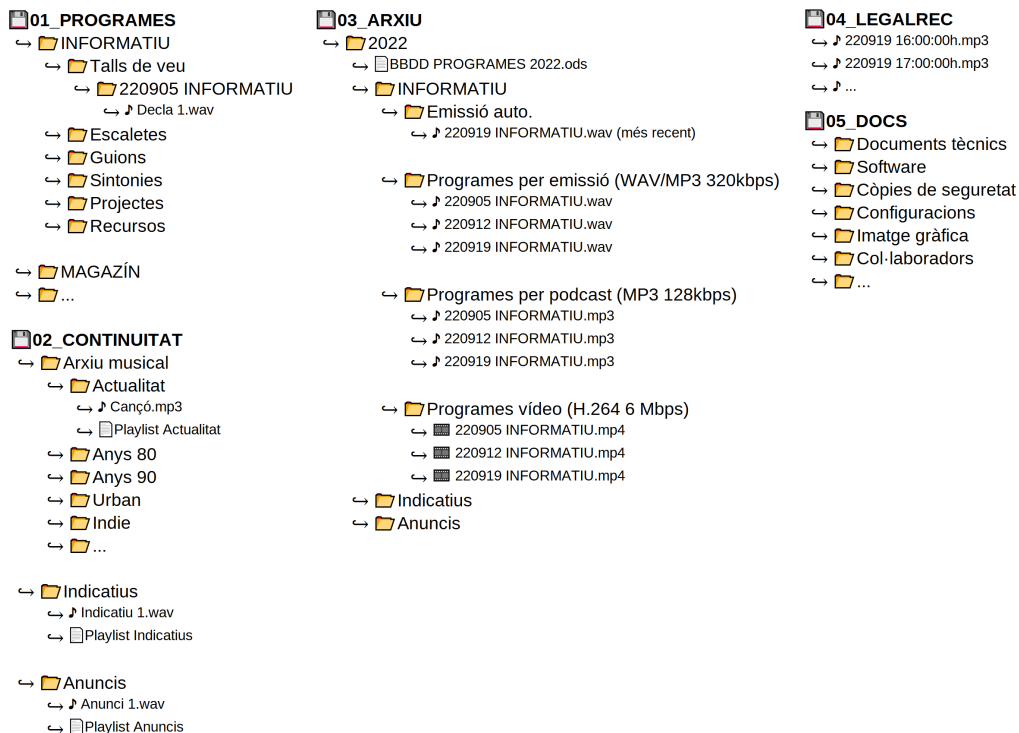 01_PROGRAMES
INFORMATIU
Talls de veu
220905 INFORMATIU
Decla 1.wav
Escaletes
Guions
Sintonies
Projectes
Recursos
MAGAZÍN
...
02_CONTINUITAT
Arxiu musical
Actualitat
Cançó.mp3
Playlist Actualitat
Anys 80
Anys 90
Urban
Indie
...
Indicatius
Indicatiu 1.wav
Playlist Indicatius
Anuncis
Anunci 1.wav
Playlist Anuncis
03_ARXIU
2022
BBDD PROGRAMES 2022.ods
INFORMATIU
Emissió auto.
220919 INFORMATIU.wav (més recent)
Programes per emissió (WAV/MP3 320kbps)
220905 INFORMATIU.wav
220912 INFORMATIU.wav
220919 INFORMATIU.wav
Programes per podcast (MP3 128kbps)
220905 INFORMATIU.mp3
220912 INFORMATIU.mp3
220919 INFORMATIU.mp3
Programes vídeo (H.264 6 Mbps)
220905 INFORMATIU.mp4
220912 INFORMATIU.mp4
220919 INFORMATIU.mp4
Indicatius
Anuncis
04_LEGALREC
220919 16:00:00h.mp3
220919 17:00:00h.mp3
...
05_DOCS
Documents tècnics
Software
Còpies de seguretat
Configuracions
Imatge gràfica
Col·laboradors
...